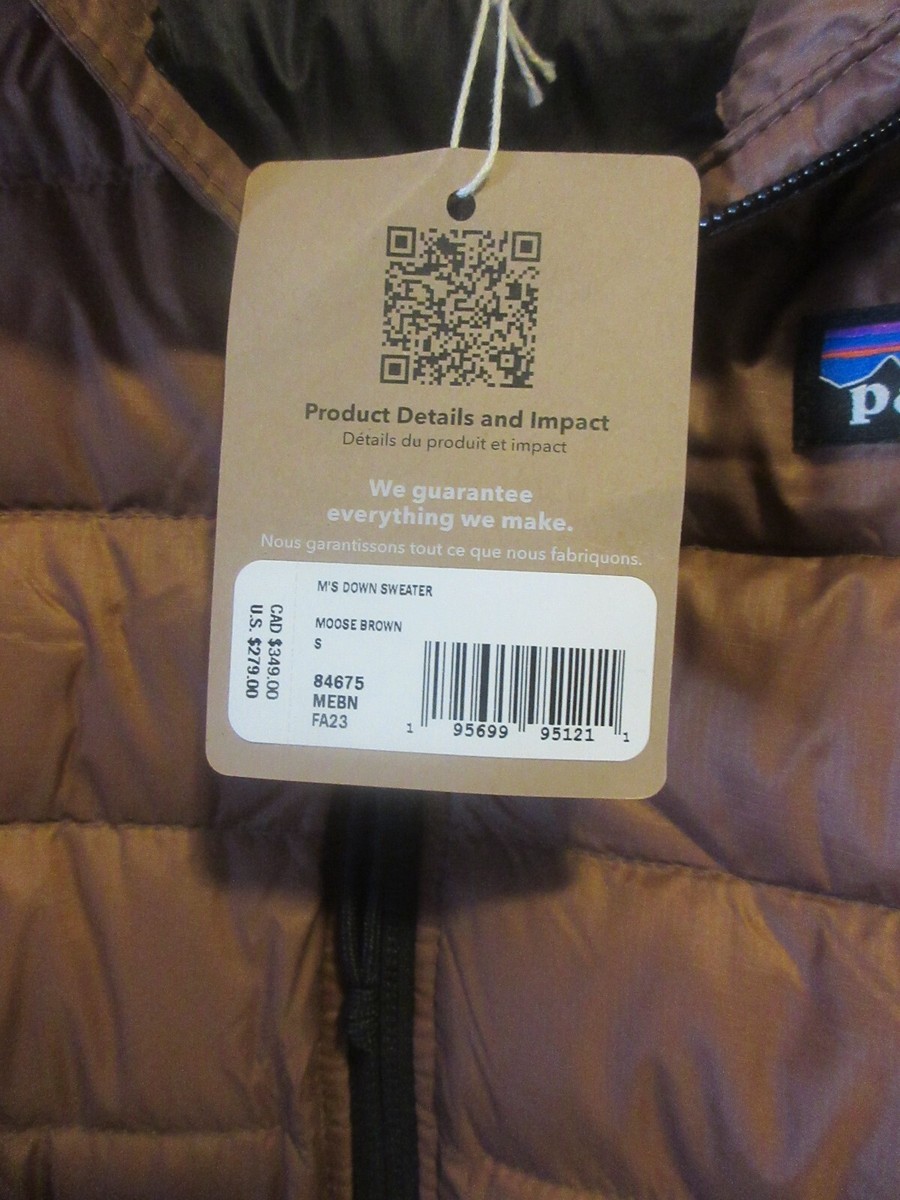 Product Details and Impact
Détails du produit et impact
We guarantee
everything we make.
Nous garantissons tout ce que nous fabriquons.
M'S DOWN SWEATER
MOOSE BROWN
S
84675
MEBN
FA23
CAD $349.00
U.S. $279.00
1 95699 95121 1